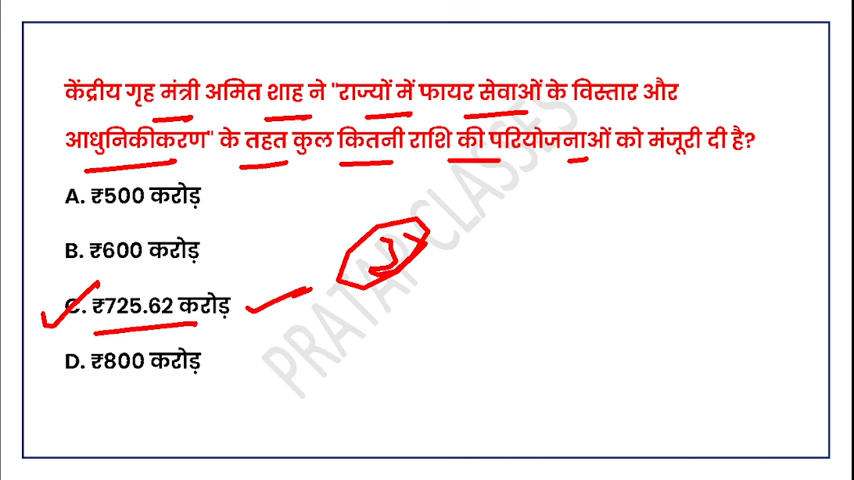 केंद्रीय गृह मंत्री अमित शाह ने "राज्यों में फायर सेवाओं के विस्तार और
आधुनिकीकरण" के तहत कुल कितनी राशि की परियोजनाओं को मंजूरी दी है?
A. ₹500 करोड़
B. ₹600 करोड़
C. ₹725.62 करोड़
D. ₹800 करोड़
PRATAP CLASSES